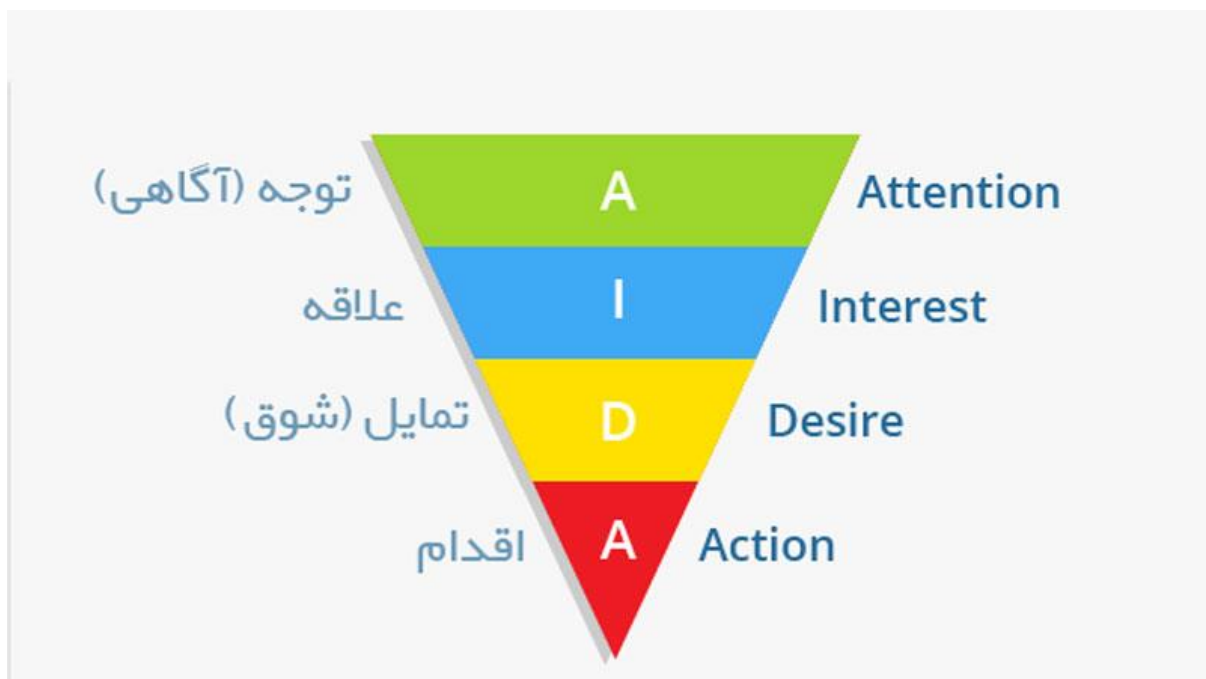 توجه (آگاهی) A Attention
علاقه I Interest
تمایل (شوق) D Desire
اقدام A Action